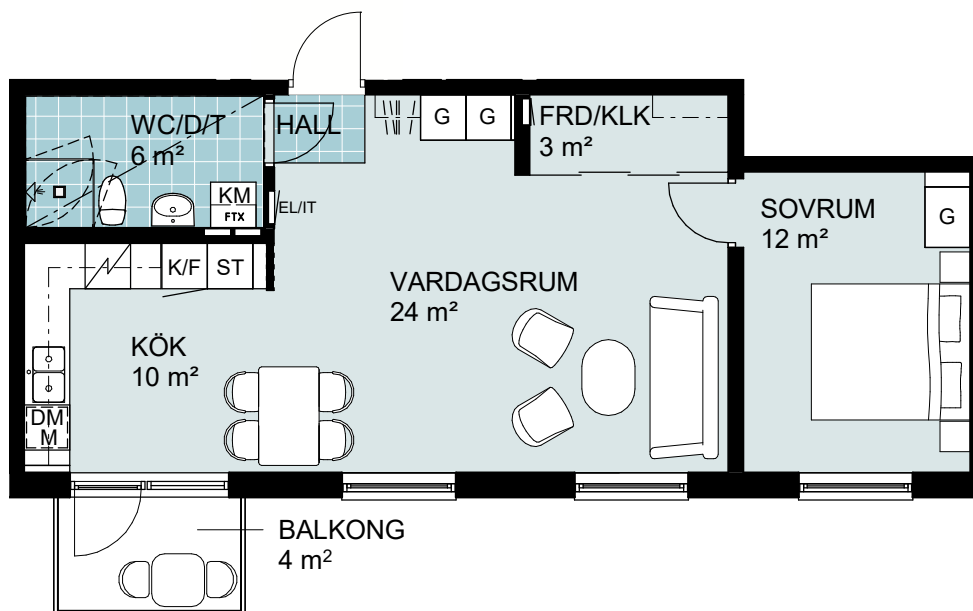 WC/D/T
6 m²
HALL
G
G
FRD/KLK
3 m²
KM
FTX
EL/IT
SOVRUM
12 m²
G
K/F
ST
VARDAGSRUM
24 m²
KÖK
10 m²
DM
M
BALKONG
4 m²